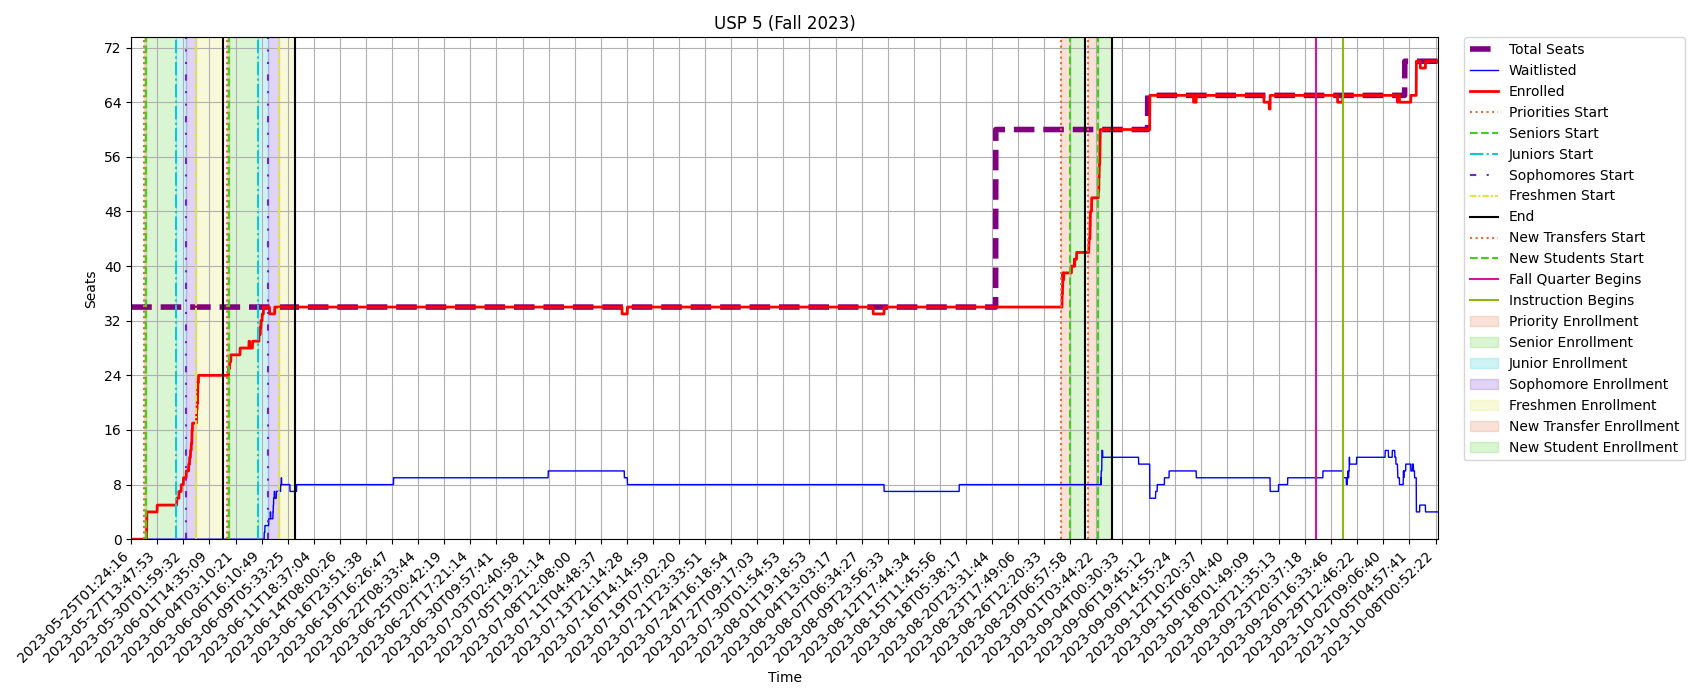 USP 5 (Fall 2023)
Seats
72
64
56
48
40
32
24
16
8
0
2023-05-25T01:24:16
2023-05-27T13:47:53
2023-05-30T01:59:32
2023-06-01T14:35:09
2023-06-04T03:10:21
2023-06-06T16:10:49
2023-06-09T05:33:25
2023-06-11T18:37:04
2023-06-14T08:00:26
2023-06-16T23:51:38
2023-06-19T16:26:47
2023-06-22T08:33:44
2023-06-25T00:42:19
2023-06-27T17:21:14
2023-06-30T09:57:41
2023-07-03T02:40:58
2023-07-05T19:21:14
2023-07-08T12:08:00
2023-07-11T04:48:37
2023-07-13T21:14:28
2023-07-16T14:14:59
2023-07-19T07:02:20
2023-07-21T23:33:51
2023-07-24T16:18:54
2023-07-27T09:17:03
2023-07-30T01:54:53
2023-08-01T19:18:53
2023-08-04T13:03:17
2023-08-07T06:34:27
2023-08-09T23:56:33
2023-08-12T17:44:34
2023-08-15T11:45:56
2023-08-18T05:38:17
2023-08-20T23:31:44
2023-08-23T17:49:06
2023-08-26T12:20:33
2023-08-29T06:57:58
2023-09-01T03:44:22
2023-09-04T00:30:33
2023-09-06T19:45:12
2023-09-09T14:55:24
2023-09-12T10:20:37
2023-09-15T06:04:40
2023-09-18T01:49:09
2023-09-20T21:35:13
2023-09-23T20:37:18
2023-09-26T16:33:46
2023-09-29T12:46:22
2023-10-02T09:06:40
2023-10-05T04:57:41
2023-10-08T00:52:22
Time
Total Seats
Waitlisted
Enrolled
Priorities Start
Seniors Start
Juniors Start
Sophomores Start
Freshmen Start
End
New Transfers Start
New Students Start
Fall Quarter Begins
Instruction Begins
Priority Enrollment
Senior Enrollment
Junior Enrollment
Sophomore Enrollment
Freshmen Enrollment
New Transfer Enrollment
New Student Enrollment